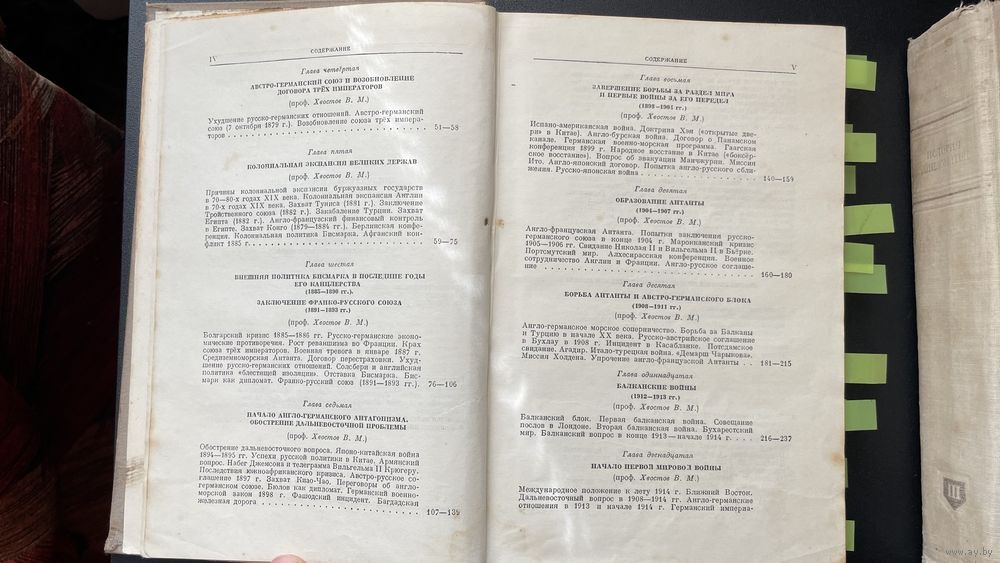 IV
СОДЕРЖАНИЕ
Глава четвёртая
АВСТРО-ГЕРМАНСКИЙ СОЮЗ И ВОЗОБНОВЛЕНИЕ
ДОГОВОРА ТРЁХ ИМПЕРАТОРОВ
(проф. Хвостов В. М.)
Ухудшение русско-германских отношений. Австро-германский
союз (7 октября 1879 г.). Возобновление союза трёх импера-
торов . . . . . . . . . . . . . . . . . . . . . . . . . 51—58
Глава пятая
КОЛОНИАЛЬНАЯ ЭКСПАНСИЯ ВЕЛИКИХ ДЕРЖАВ
(проф. Хвостов В. М.)
Причины колониальной экспансии буржуазных государств
в 70—80-х годах XIX века. Колониальная экспансия Англии
в 70-х годах XIX века. Захват Туниса (1881 г.). Заключение
Тройственного союза (1882 г.). Закабаление Турции. Захват
Египта (1882 г.). Англо-французский финансовый контроль
в Египте. Захват Конго (1879—1884 гг.). Берлинская конфе-
ренция. Колониальная политика Бисмарка. Афганский кон-
фликт 1885 г. . . . . . . . . . . . . . . . . . . . . . 59—75
Глава шестая
ВНЕШНЯЯ ПОЛИТИКА БИСМАРКА В ПОСЛЕДНИЕ ГОДЫ
ЕГО КАНЦЛЕРСТВА
(1885—1890 гг.).
ЗАКЛЮЧЕНИЕ ФРАНКО-РУССКОГО СОЮЗА
(1891—1893 гг.)
(проф. Хвостов В. М.)
Болгарский кризис 1885—1886 гг. Русско-германские эконо-
мические противоречия. Рост реваншизма во Франции. Крах
союза трёх императоров. Военная тревога в январе 1887 г.
Средиземноморская Антанта. Договор перестраховки. Ухуд-
шение русско-германских отношений. Солсбери и английская
политика «блестящей изоляции». Отставка Бисмарка. Бис-
марк как дипломат. Франко-русский союз (1891—1893 гг.). 76—106
Глава седьмая
НАЧАЛО АНГЛО-ГЕРМАНСКОГО АНТАГОНИЗМА.
ОБОСТРЕНИЕ ДАЛЬНЕВОСТОЧНОЙ ПРОБЛЕМЫ
(проф. Хвостов В. М.)
Обострение дальневосточного вопроса. Японо-китайская война
1894—1895 гг. Успехи русской политики в Китае. Армянский
вопрос. Набег Джемсона и телеграмма Вильгельма II Крюгеру.
Последствия южноафриканского кризиса. Австро-русское со-
глашение 1897 г. Захват Киао-Чао. Переговоры об англо-
германском союзе. Бюлов как дипломат. Германский военно-
морской закон 1898 г. Фашодский инцидент. Багдадская
железная дорога . . . . . . . . . . . . . . . . . . . . 107—139
СОДЕРЖАНИЕ
V
Глава восьмая
ЗАВЕРШЕНИЕ БОРЬБЫ ЗА РАЗДЕЛ МИРА
И ПЕРВЫЕ ВОЙНЫ ЗА ЕГО ПЕРЕДЕЛ
(1898—1904 гг.)
(проф. Хвостов В. М.)
Испано-американская война. Доктрина Хэя («открытые две-
ри» в Китае). Англо-бурская война. Договор о Панамском
канале. Германская военно-морская программа. Гаагская
конференция 1899 г. Народное восстание в Китае («боксёр-
ское восстание»). Вопрос об эвакуации Манчжурии. Миссия
Ито. Англо-японский договор. Попытка англо-русского сбли-
жения. Русско-японская война . . . . . . . . . . . . . 140—159
Глава девятая
ОБРАЗОВАНИЕ АНТАНТЫ
(1904—1907 гг.)
(проф. Хвостов В. М.)
Англо-французская Антанта. Попытки заключения русско-
германского союза в конце 1904 г. Марокканский кризис
1905—1906 гг. Свидание Николая II и Вильгельма II в Бьёрке.
Портсмутский мир. Алхесирасская конференция. Военное
сотрудничество Англии и Франции. Англо-русское соглаше-
ние . . . . . . . . . . . . . . . . . . . . . . . . . . 160—180
Глава десятая
БОРЬБА АНТАНТЫ И АВСТРО-ГЕРМАНСКОГО БЛОКА
(1908—1911 гг.)
(проф. Хвостов В. М.)
Англо-германское морское соперничество. Борьба за Балканы
и Турцию в начале XX века. Русско-австрийское соглашение
в Бухлау в 1908 г. Инцидент в Касабланке. Потсдамское
свидание. Агадир. Итало-турецкая война. «Демарш Чарыкова».
Миссия Холдена. Упрочение англо-французской Антанты . . 181—215
Глава одиннадцатая
БАЛКАНСКИЕ ВОЙНЫ
(1912—1913 гг.)
(проф. Хвостов В. М.)
Балканский блок. Первая балканская война. Совещание
послов в Лондоне. Вторая балканская война. Бухарестский
мир. Балканский вопрос в конце 1913—начале 1914 г. . . . 216—237
Глава двенадцатая
НАЧАЛО ПЕРВОЙ МИРОВОЙ ВОЙНЫ
(проф. Хвостов В. М.)
Международное положение к лету 1914 г. Ближний Восток.
Дальневосточный вопрос в 1908—1914 гг. Англо-германские
отношения в 1913 и начале 1914 г. Германский импера-
III
www.ay.by